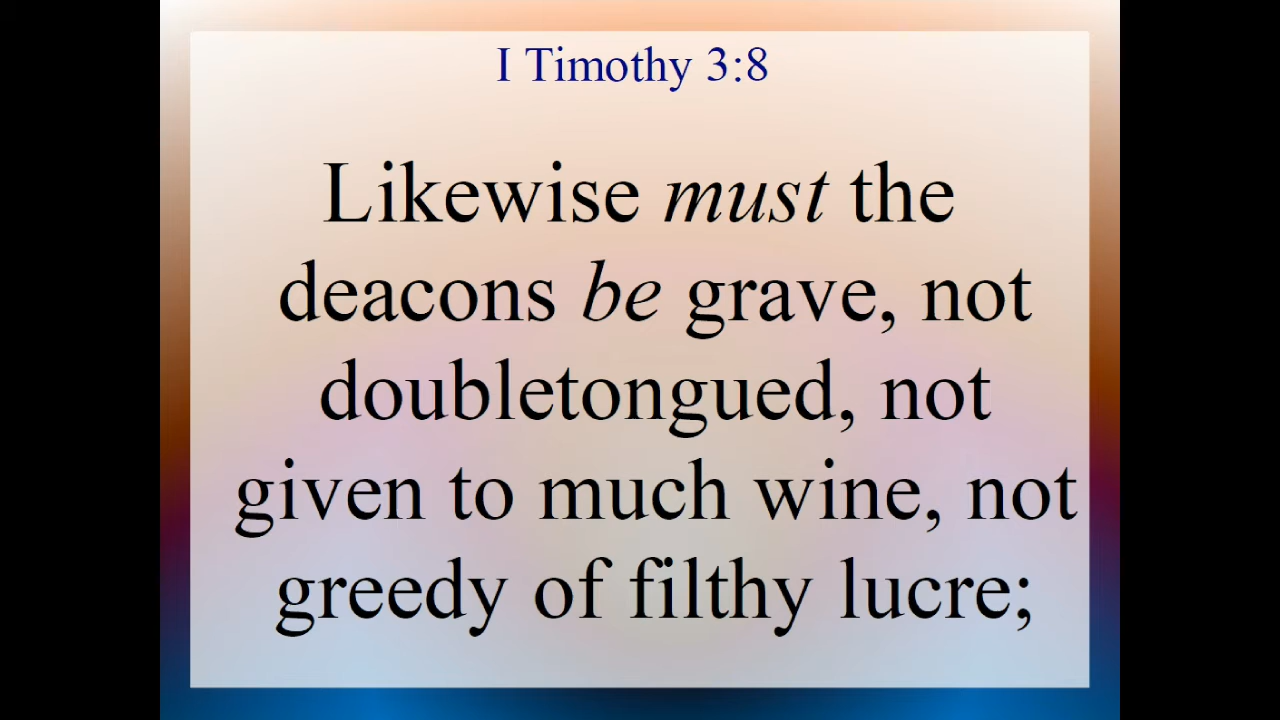 I Timothy 3:8
Likewise must the
deacons be grave, not
doubletongued, not
given to much wine, not
greedy of filthy lucre;